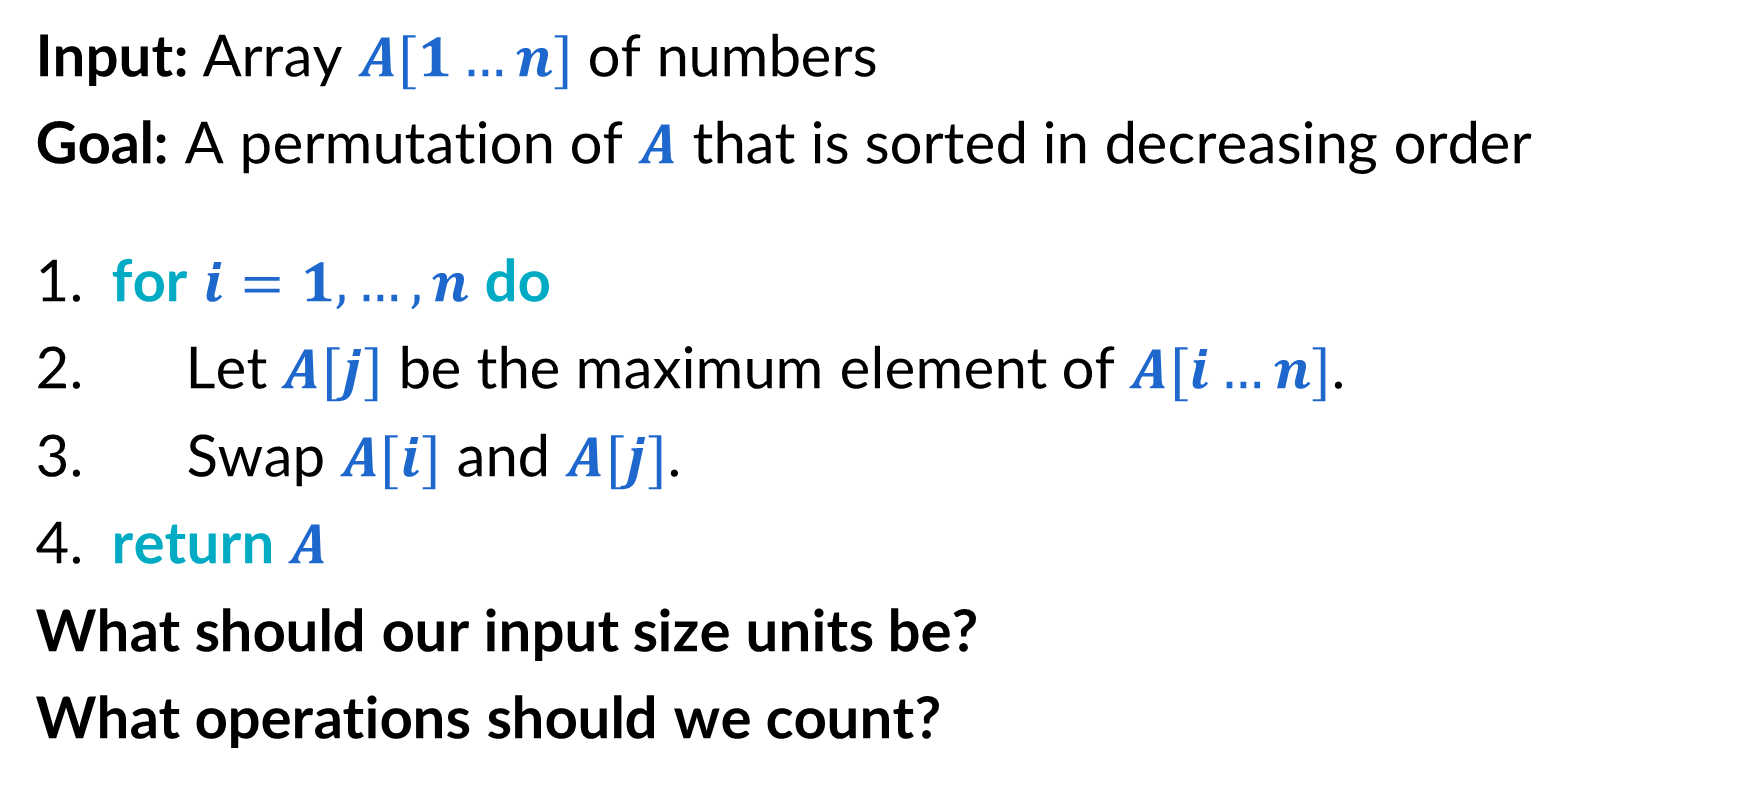 Input: Array A[1 … n] of numbers
Goal: A permutation of A that is sorted in decreasing order
1. for i = 1, … , n do
2. Let A[j] be the maximum element of A[i … n].
3. Swap A[i] and A[j].
4. return A
What should our input size units be?
What operations should we count?